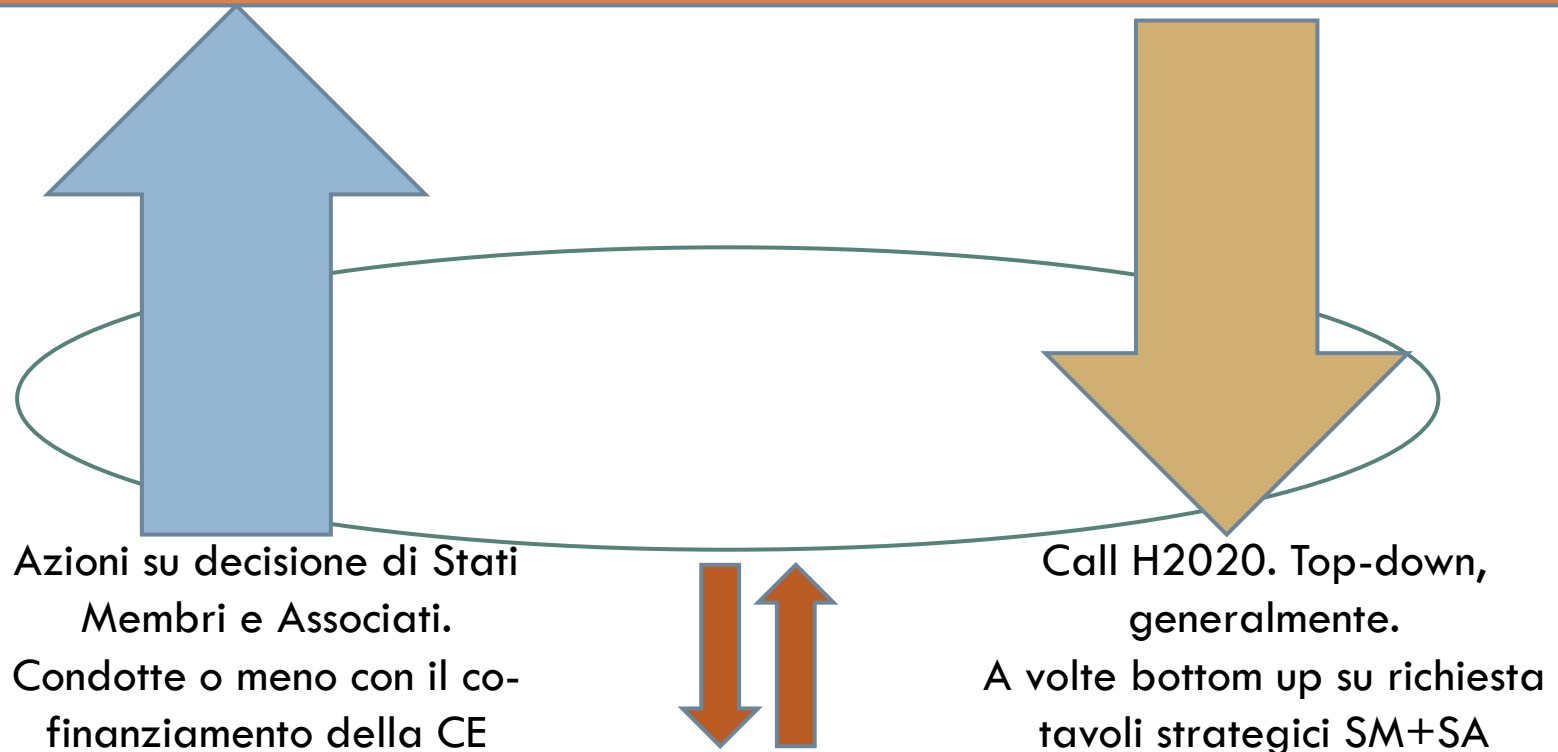 Azioni su decisione di Stati
Membri e Associati.
Condotte o meno con il co-
finanziamento della CE
Call H2020. Top-down,
generalmente.
A volte bottom up su richiesta
tavoli strategici SM+SA